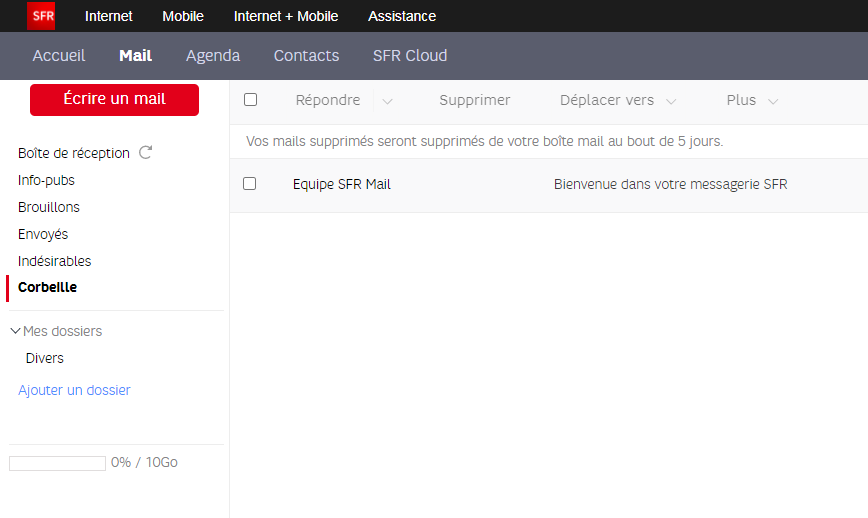 SFR Internet Mobile Internet + Mobile Assistance
Accueil Mail Agenda Contacts SFR Cloud
Écrire un mail
Répondre Supprimer Déplacer vers Plus
Vos mails supprimés seront supprimés de votre boîte mail au bout de 5 jours.
Boîte de réception
Info-pubs
Equipe SFR Mail Bienvenue dans votre messagerie SFR
Brouillons
Envoyés
Indésirables
Corbeille
Mes dossiers
Divers
Ajouter un dossier
0% / 10Go